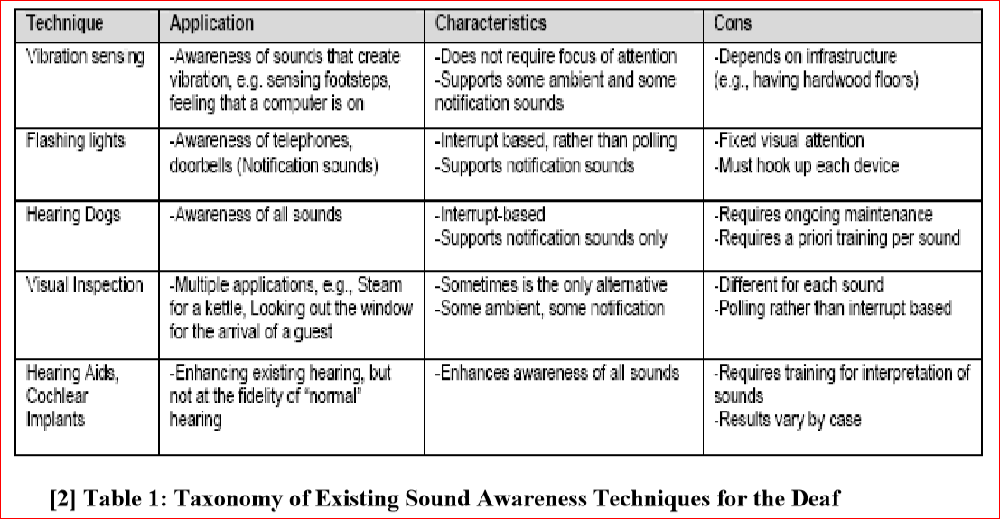 Technique Application Characteristics Cons
Vibration sensing -Awareness of sounds that create -Does not require focus of attention -Depends on infrastructure
vibration, e.g. sensing footsteps, -Supports some ambient and some (e.g., having hardwood floors)
feeling that a computer is on notification sounds
Flashing lights -Awareness of telephones, -Interrupt based, rather than polling -Fixed visual attention
doorbells (Notification sounds) -Supports notification sounds -Must hook up each device
Hearing Dogs -Awareness of all sounds -Interrupt-based -Requires ongoing maintenance
-Supports notification sounds only -Requires a priori training per sound
Visual Inspection -Multiple applications, e.g., Steam -Sometimes is the only alternative -Different for each sound
for a kettle, Looking out the window -Some ambient, some notification -Polling rather than interrupt based
for the arrival of a guest
Hearing Aids, -Enhancing existing hearing, but -Enhances awareness of all sounds -Requires training for interpretation of
Cochlear not at the fidelity of “normal” sounds
Implants hearing -Results vary by case
[2] Table 1: Taxonomy of Existing Sound Awareness Techniques for the Deaf